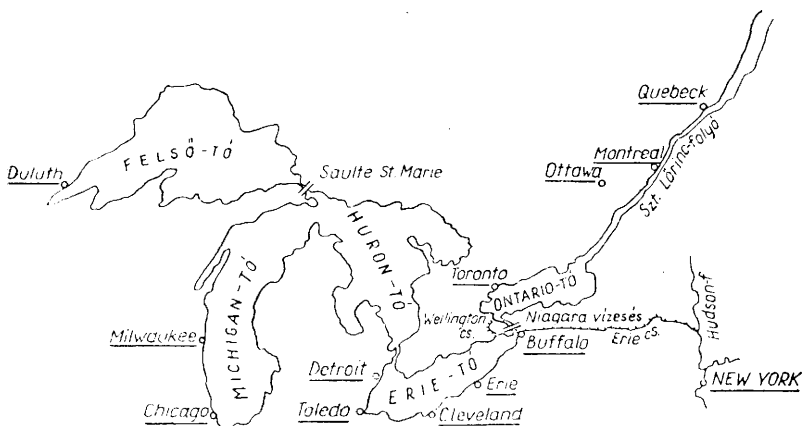 Quebeck
FELSŐ-TÓ
Duluth
Saulte St. Marie
Montreal
Ottawa
Szt. Lőrinc-folyó
HURON-TÓ
MICHIGAN-TÓ
Toronto
ONTARIO-TÓ
Hudson-f
Wellington
cs.
Niagara vízesés
Milwaukee
Buffalo
Erie cs.
Detroit
ERIE-TÓ
Erie
NEW YORK
Chicago
Toledo
Cleveland